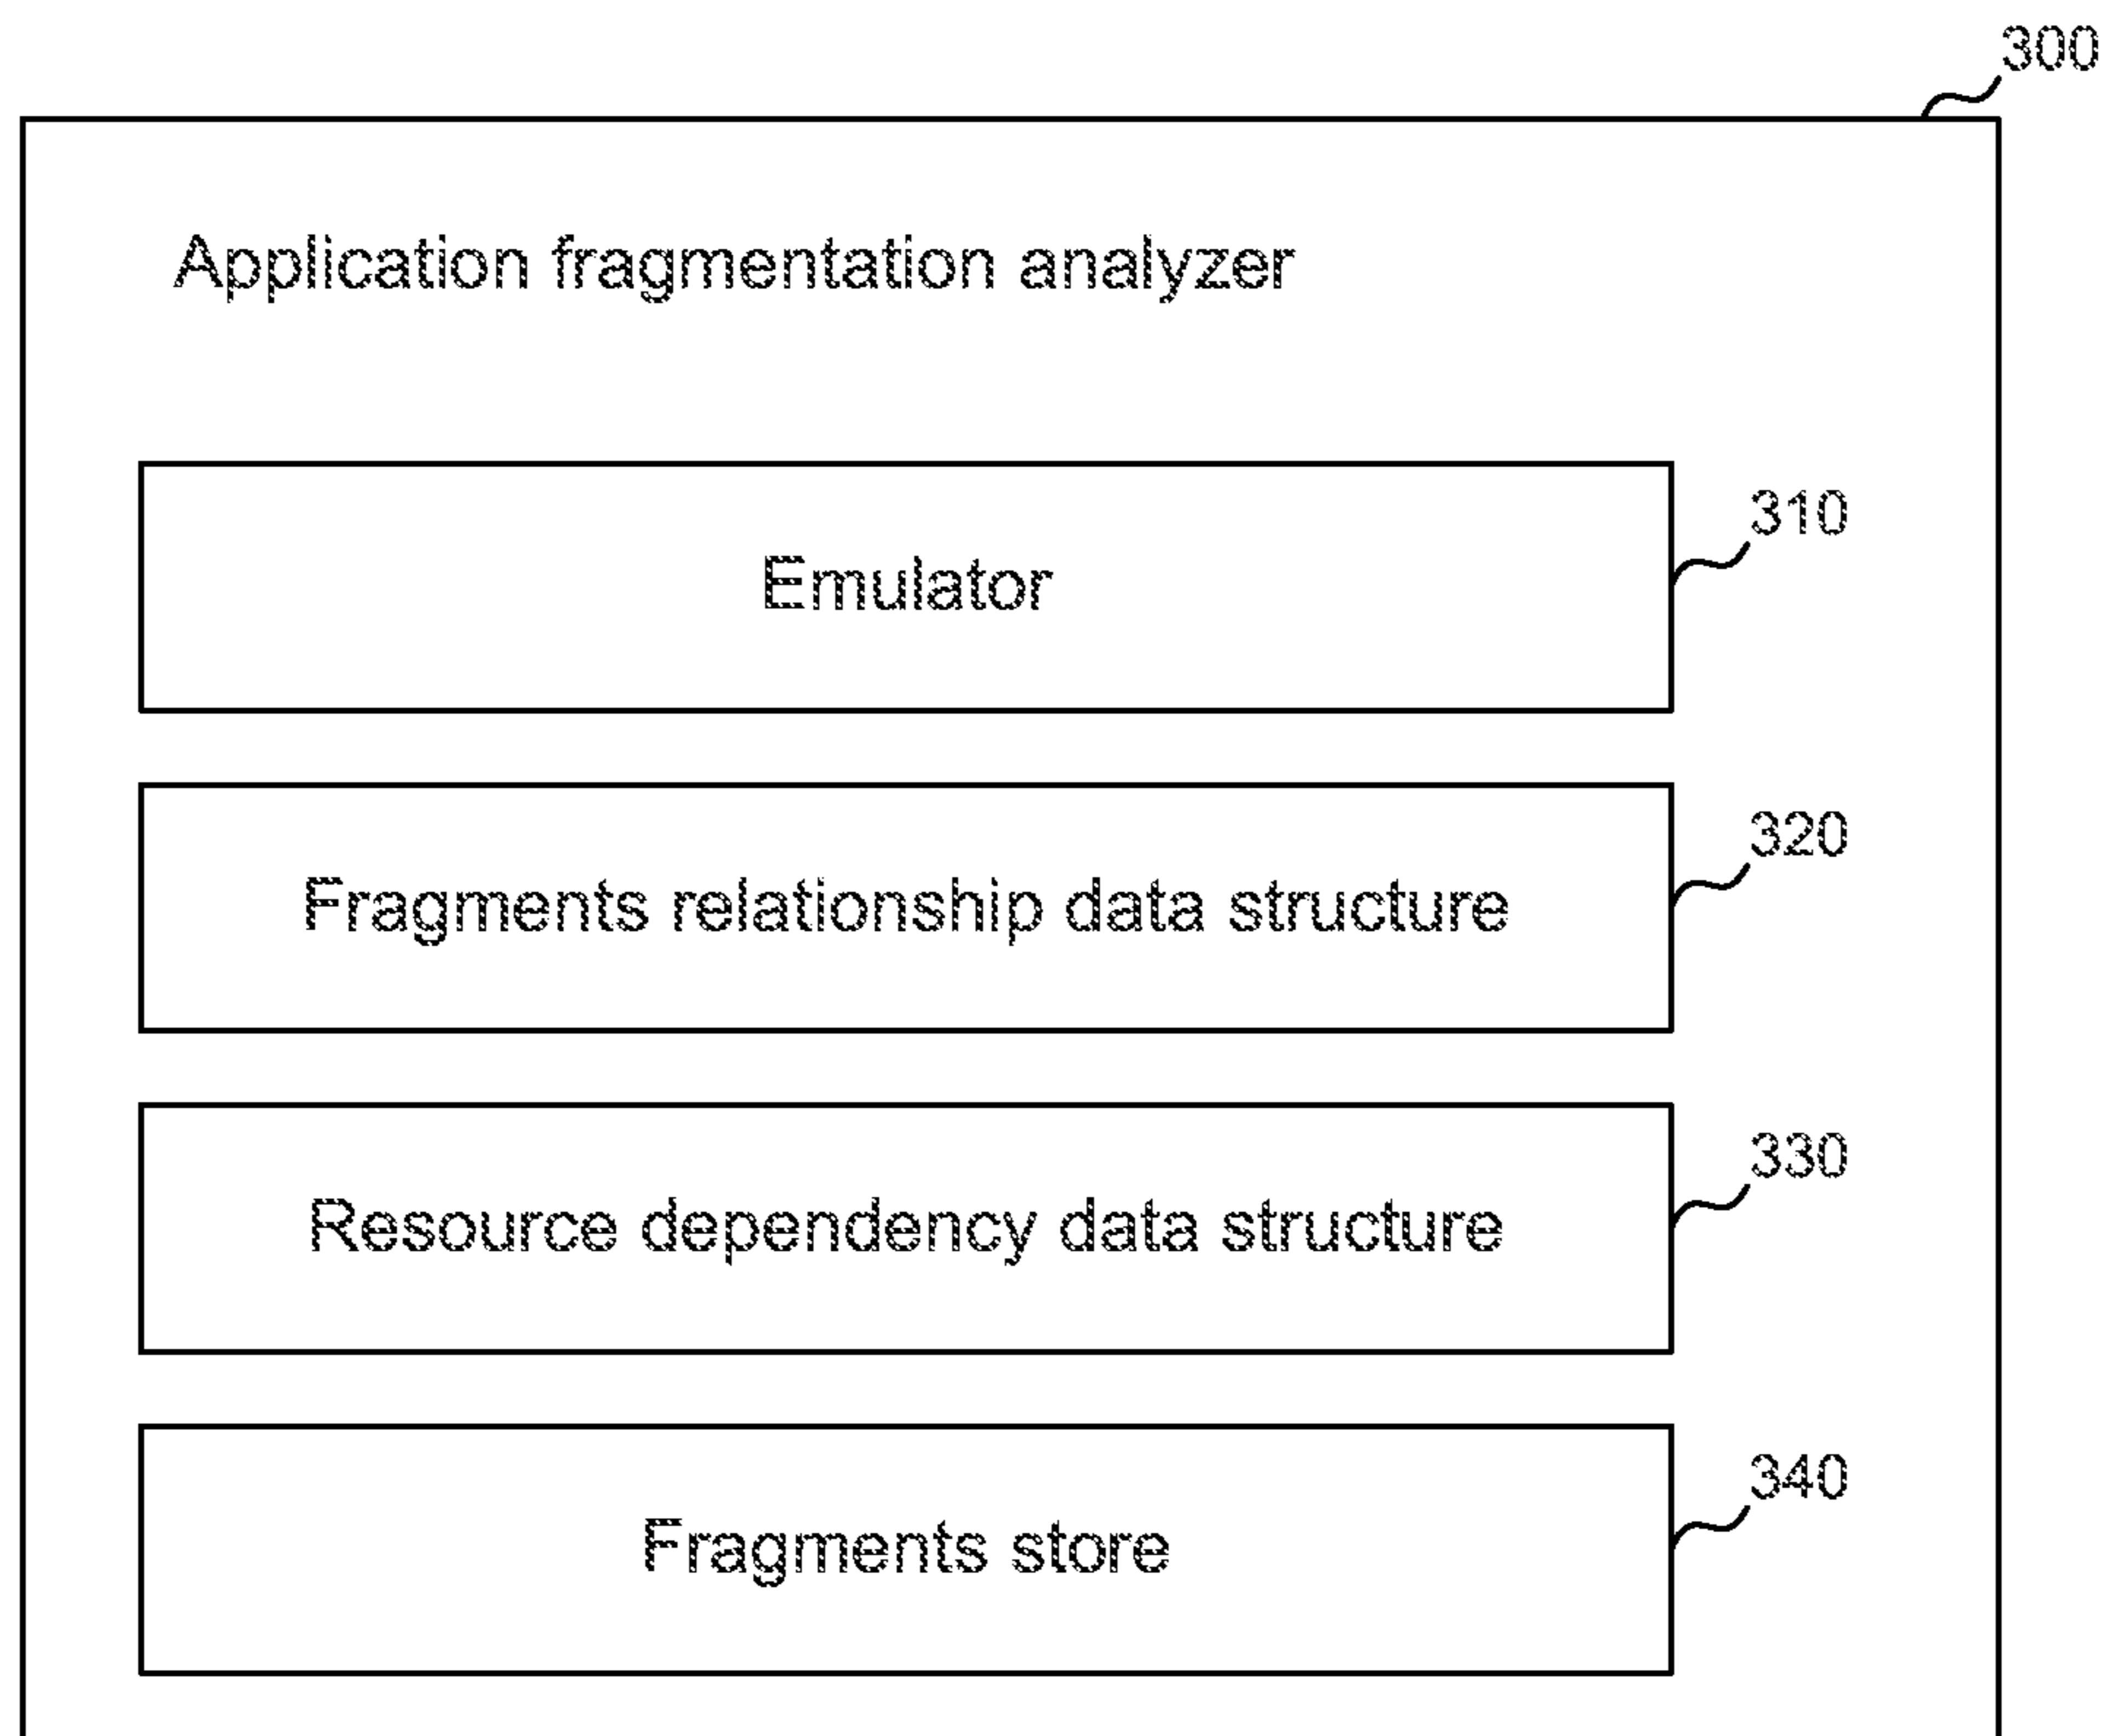 300
Application fragmentation analyzer
310
Emulator
320
Fragments relationship data structure
330
Resource dependency data structure
340
Fragments store